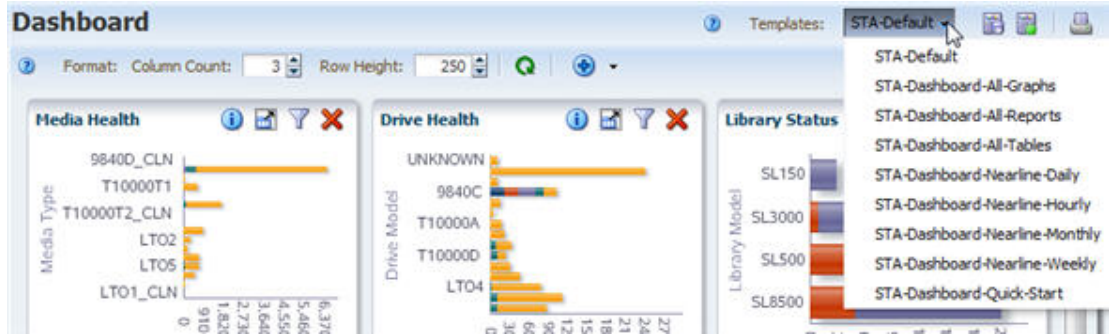 Dashboard
Templates: STA-Default
STA-Default
STA-Dashboard-All-Graphs
STA-Dashboard-All-Reports
STA-Dashboard-All-Tables
STA-Dashboard-Nearline-Daily
STA-Dashboard-Nearline-Hourly
STA-Dashboard-Nearline-Monthly
STA-Dashboard-Nearline-Weekly
STA-Dashboard-Quick-Start
Format: Column Count: 3 Row Height: 250
Media Health
Media Type
9840D_CLN
T10000T1
T10000T2_CLN
LTO2
LTO5
LTO1_CLN
0
910
Drive Health
Drive Model
UNKNOWN
9840C
T10000A
T10000D
LTO4
Library Status
Library Model
SL150
SL3000
SL500
SL8500